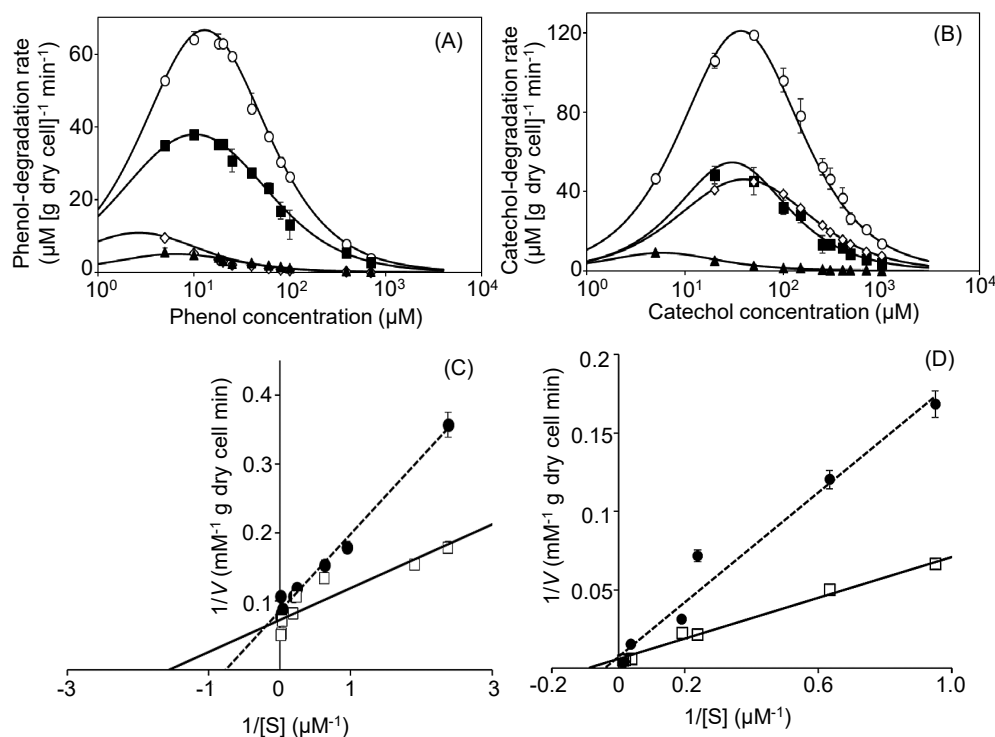 (A)
Phenol-degradation rate
(µM [g dry cell]⁻¹ min⁻¹)
60
40
20
0
10⁰ 10¹ 10² 10³ 10⁴
Phenol concentration (µM)
(B)
Catechol-degradation rate
(µM [g dry cell]⁻¹ min⁻¹)
120
80
40
0
10⁰ 10¹ 10² 10³ 10⁴
Catechol concentration (µM)
(C)
1/V (mM⁻¹ g dry cell min)
0.4
0.3
0.2
0.1
-3 -1 0 1 3
1/[S] (µM⁻¹)
(D)
1/V (mM⁻¹ g dry cell min)
0.2
0.15
0.1
0.05
0
-0.2 0 0.2 0.6 1.0
1/[S] (µM⁻¹)